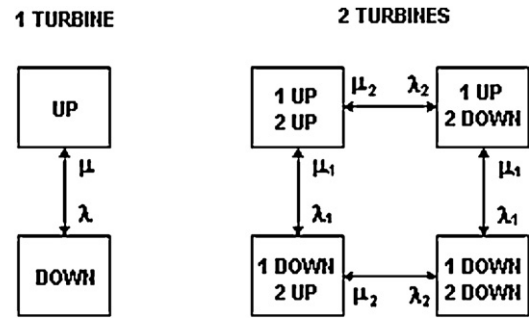 1 TURBINE
2 TURBINES
UP
μ
λ
DOWN
1 UP
2 UP
μ₂ λ₂
1 UP
2 DOWN
μ₁
λ₁
μ₁
λ₁
1 DOWN
2 UP
μ₂ λ₂
1 DOWN
2 DOWN